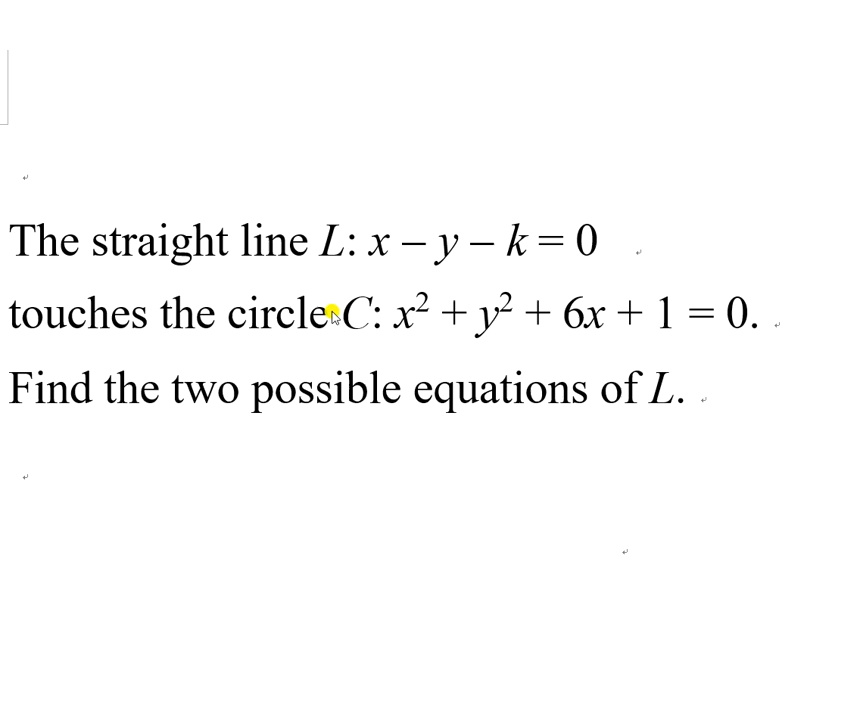 The straight line L: x – y – k = 0
touches the circle C: x² + y² + 6x + 1 = 0.
Find the two possible equations of L.